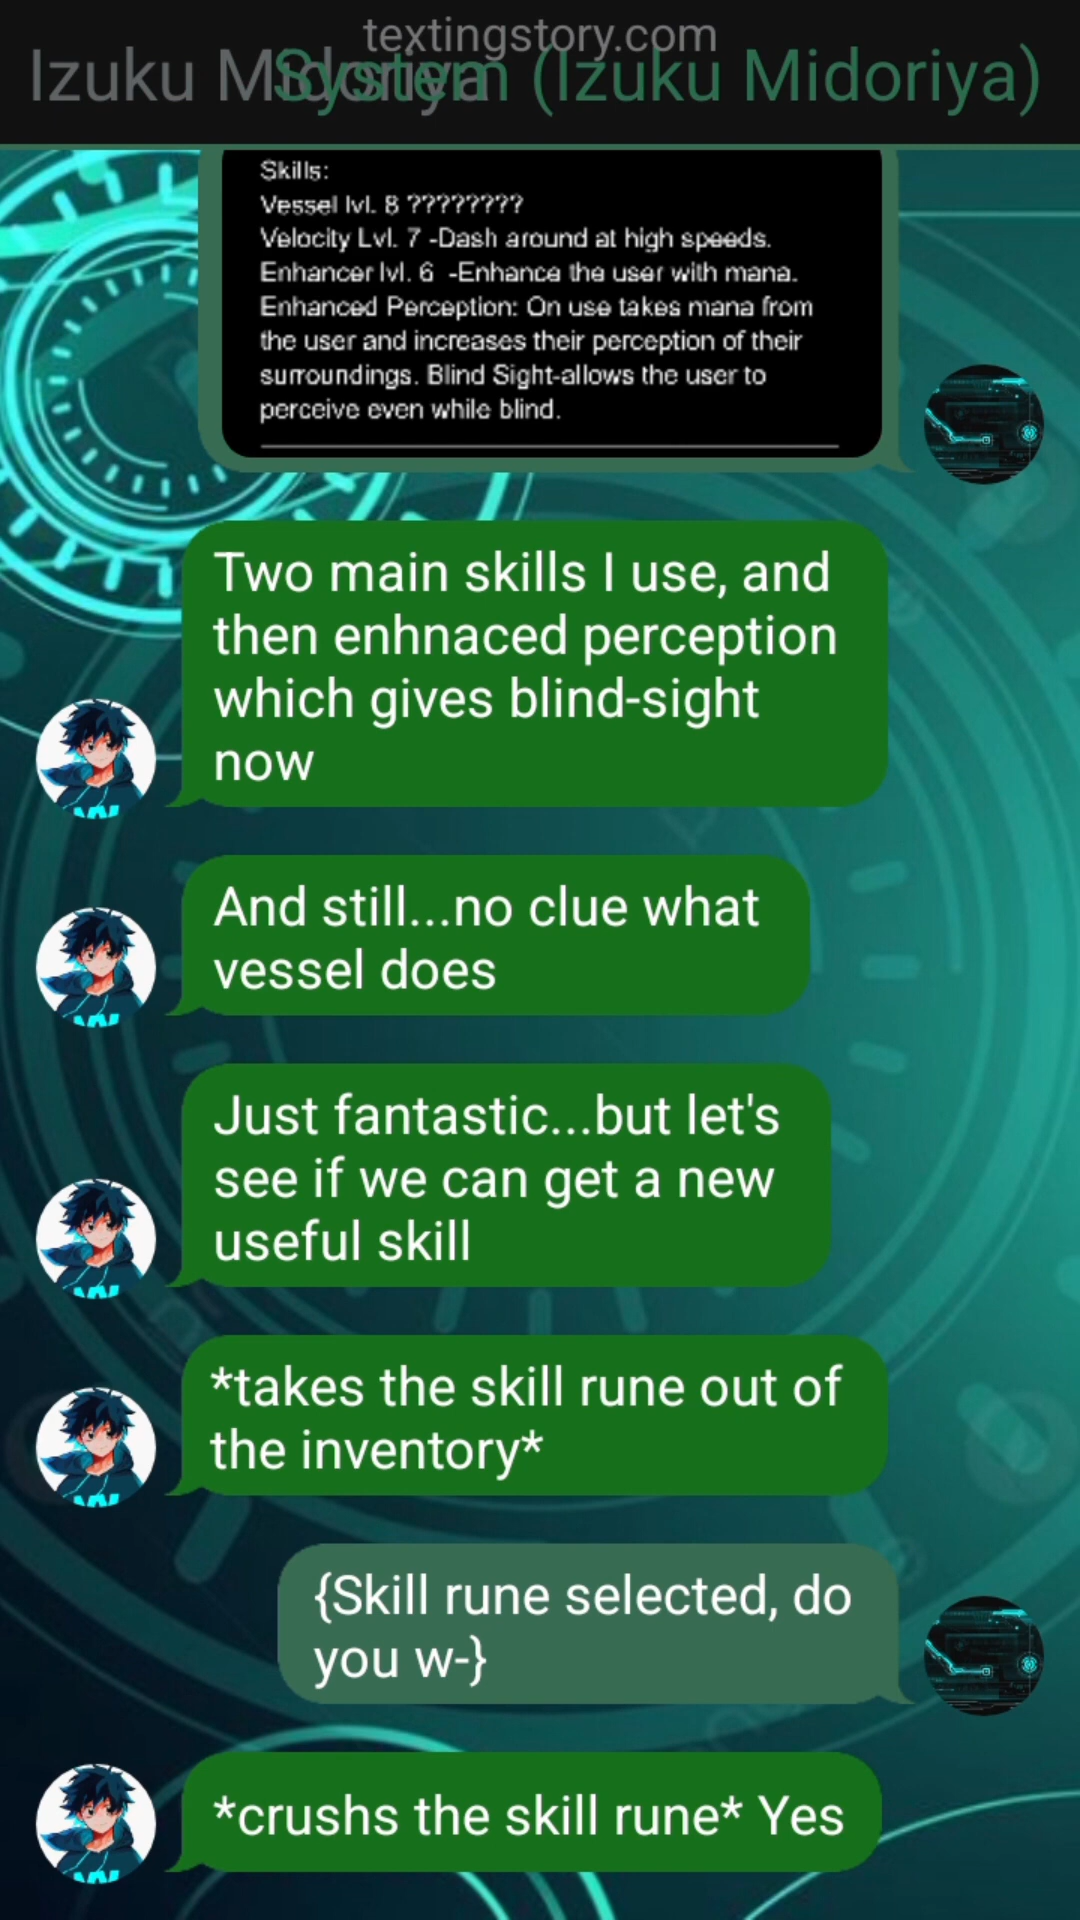 textingstory.com
Izuku Midoriya
System (Izuku Midoriya)
Skills:
Vessel lvl. 8 ????????
Velocity Lvl. 7 -Dash around at high speeds.
Enhancer lvl. 6 -Enhance the user with mana.
Enhanced Perception: On use takes mana from
the user and increases their perception of their
surroundings. Blind Sight-allows the user to
perceive even while blind.
Two main skills I use, and
then enhnaced perception
which gives blind-sight
now
And still...no clue what
vessel does
Just fantastic...but let's
see if we can get a new
useful skill
*takes the skill rune out of
the inventory*
{Skill rune selected, do
you w-}
*crushs the skill rune* Yes